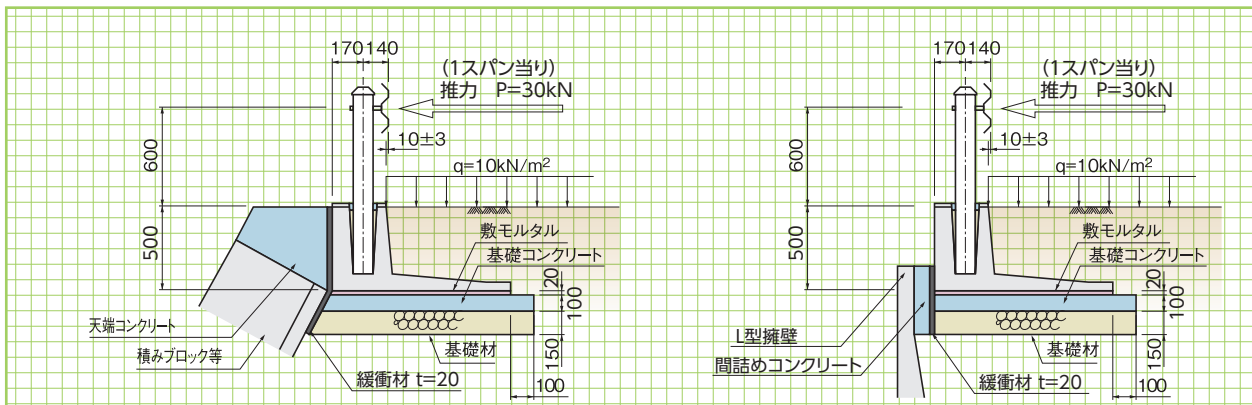 170140
(1スパン当り)
推力 P=30kN
10±3
600
q=10kN/m²
500
敷モルタル
基礎コンクリート
20
100
150
天端コンクリート
積みブロック等
基礎材
緩衝材 t=20
100
170140
(1スパン当り)
推力 P=30kN
10±3
600
q=10kN/m²
500
敷モルタル
基礎コンクリート
20
100
150
L型擁壁
間詰めコンクリート
基礎材
緩衝材 t=20
100